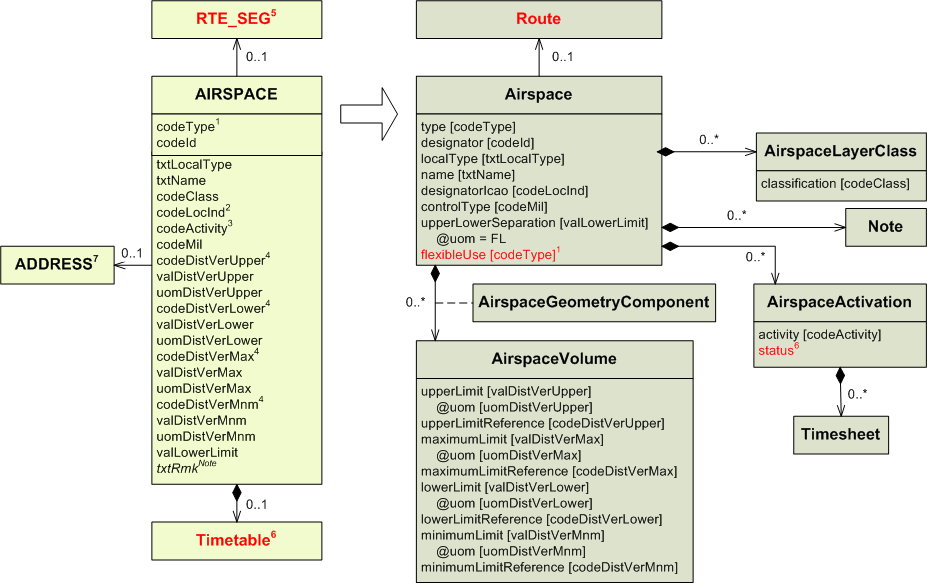 RTE_SEG5
0..1
AIRSPACE
codeType1
codeId
txtLocalType
txtName
codeClass
codeLocInd2
codeActivity3
codeMil
codeDistVerUpper4
valDistVerUpper
uomDistVerUpper
codeDistVerLower4
valDistVerLower
uomDistVerLower
codeDistVerMax4
valDistVerMax
uomDistVerMax
codeDistVerMnm4
valDistVerMnm
uomDistVerMnm
valLowerLimit
txtRmkNote
0..1
ADDRESS7
0..1
Timetable6
Route
0..1
Airspace
type [codeType]
designator [codeId]
localType [txtLocalType]
name [txtName]
designatorIcao [codeLocInd]
controlType [codeMil]
upperLowerSeparation [valLowerLimit]
@uom = FL
flexibleUse [codeType]1
0..*
AirspaceLayerClass
classification [codeClass]
0..*
Note
0..*
AirspaceActivation
activity [codeActivity]
status6
0..*
Timesheet
0..*
AirspaceGeometryComponent
AirspaceVolume
upperLimit [valDistVerUpper]
@uom [uomDistVerUpper]
upperLimitReference [codeDistVerUpper]
maximumLimit [valDistVerMax]
@uom [uomDistVerMax]
maximumLimitReference [codeDistVerMax]
lowerLimit [valDistVerLower]
@uom [uomDistVerLower]
lowerLimitReference [codeDistVerLower]
minimumLimit [valDistVerMnm]
@uom [uomDistVerMnm]
minimumLimitReference [codeDistVerMnm]